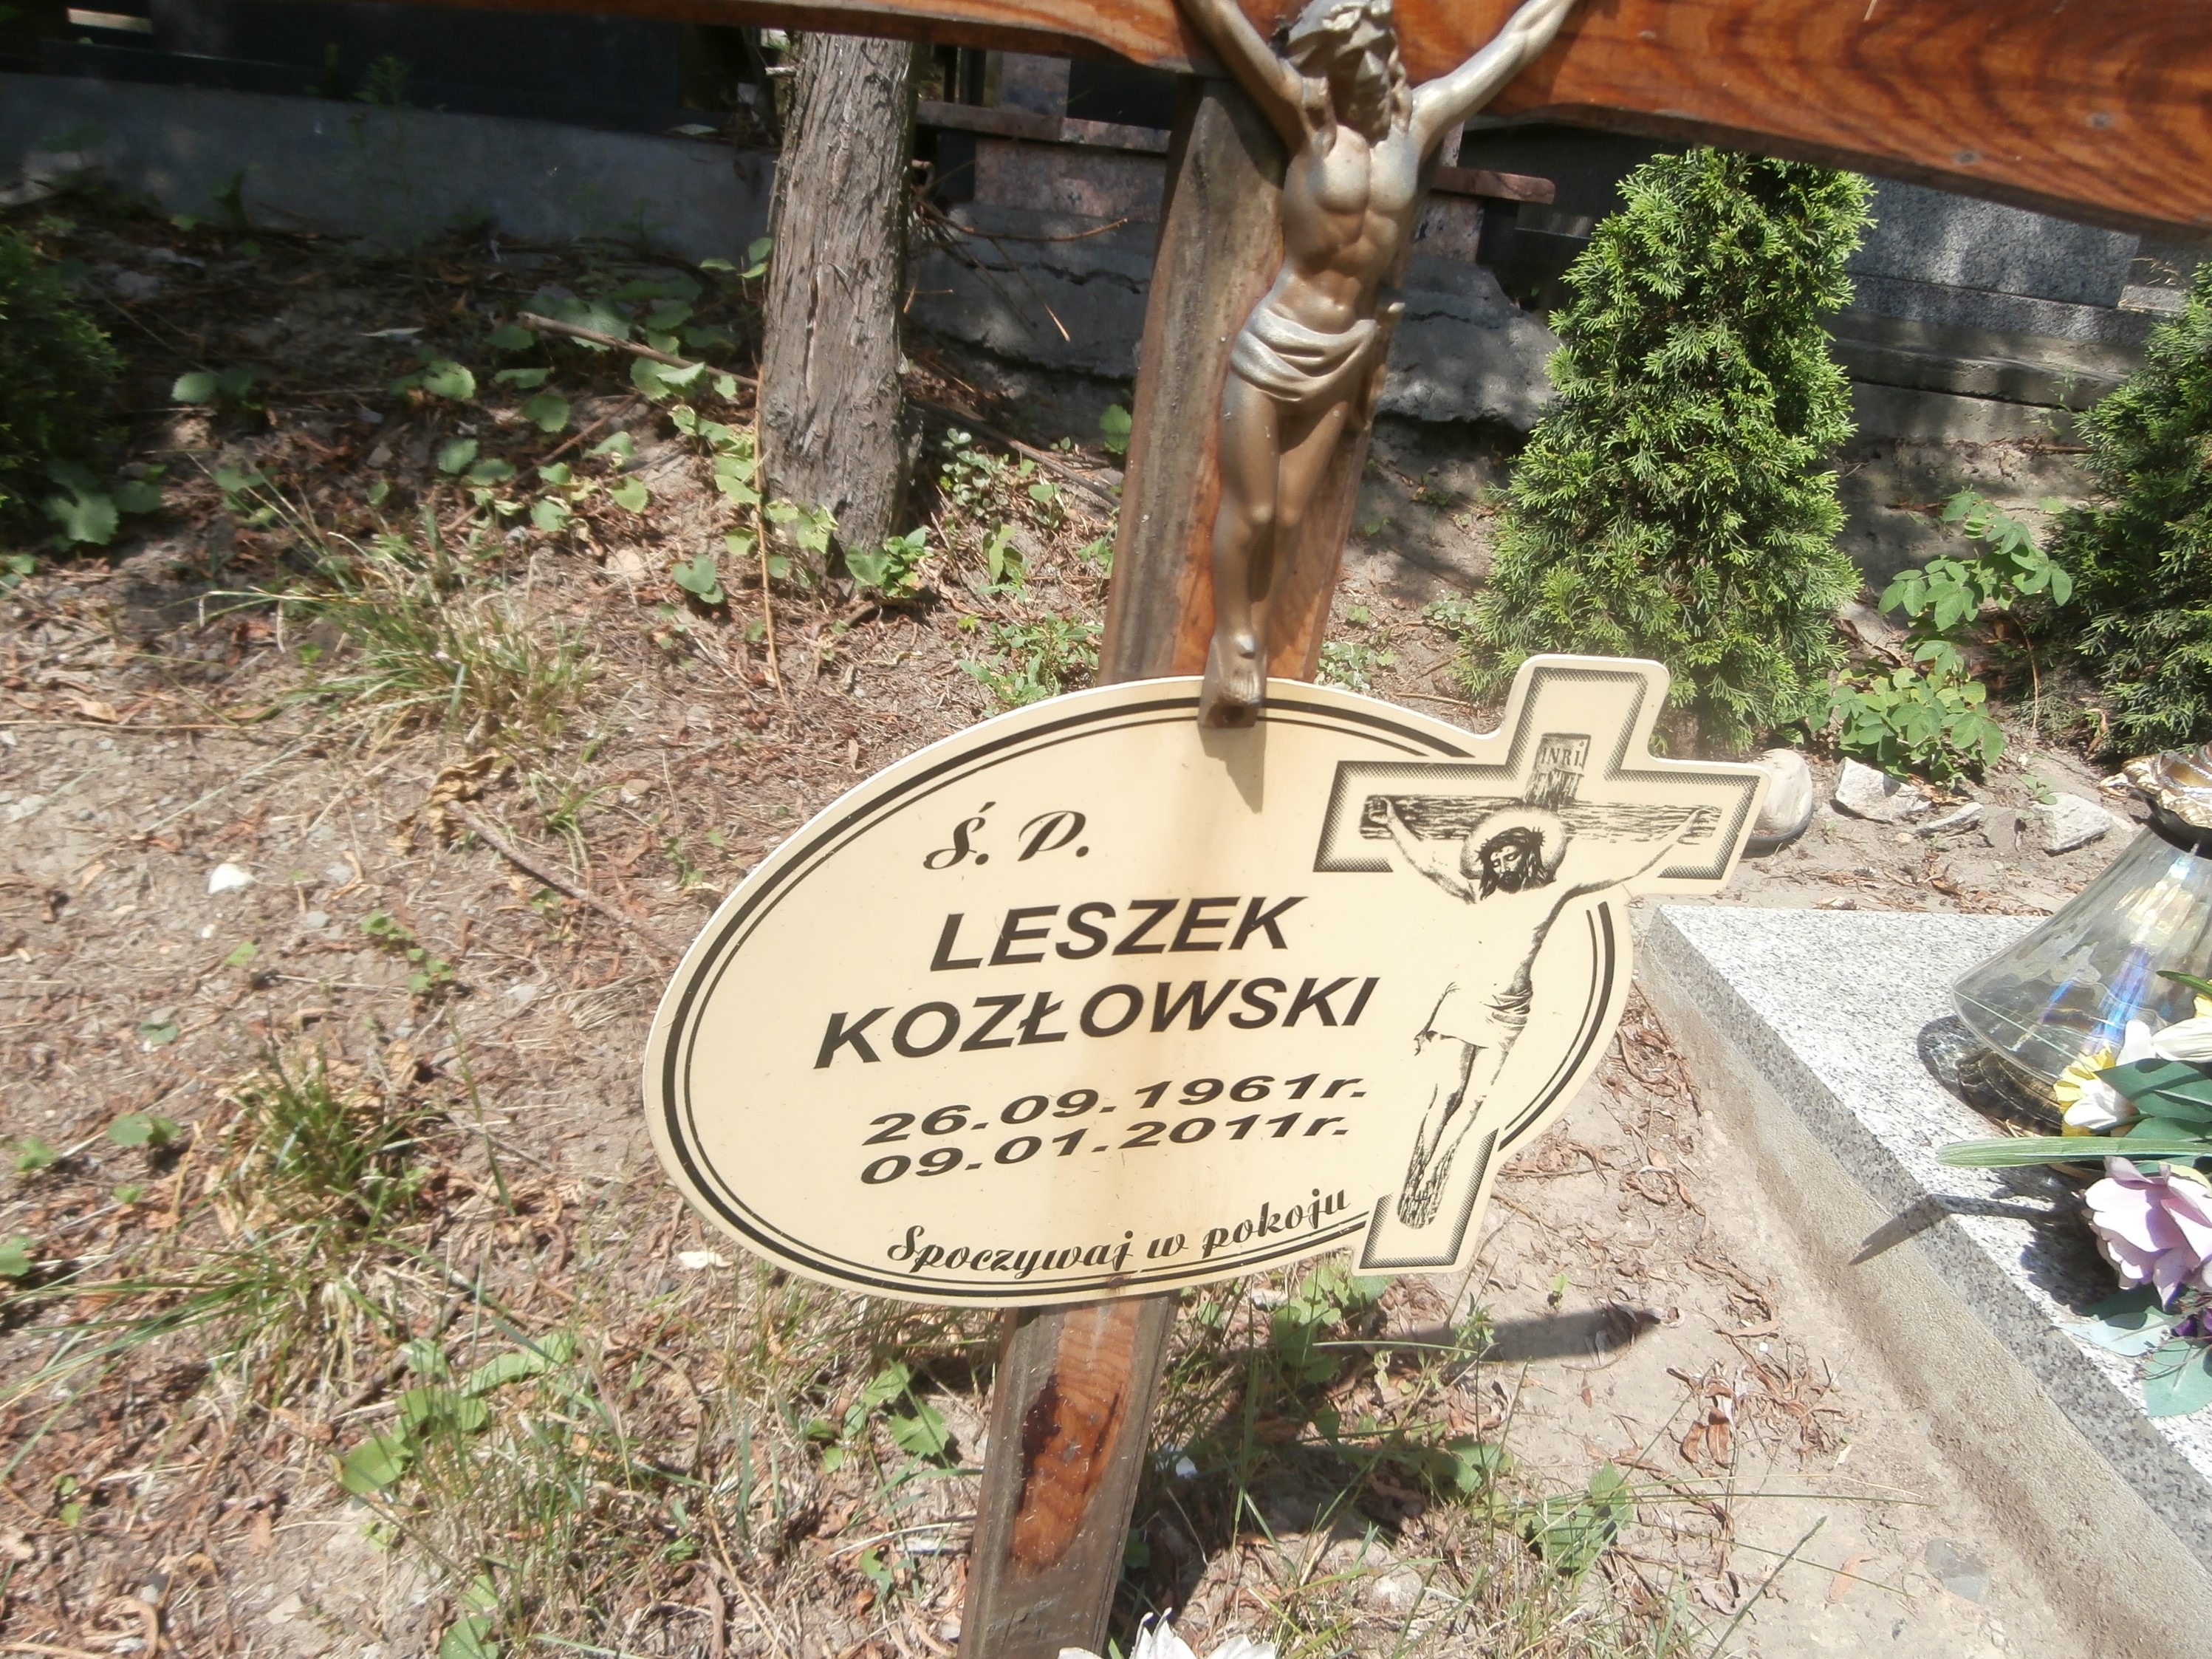 Ś. P.
LESZEK
KOZŁOWSKI
26.09.1961r.
09.01.2011r.
Spoczywaj w pokoju
INRI